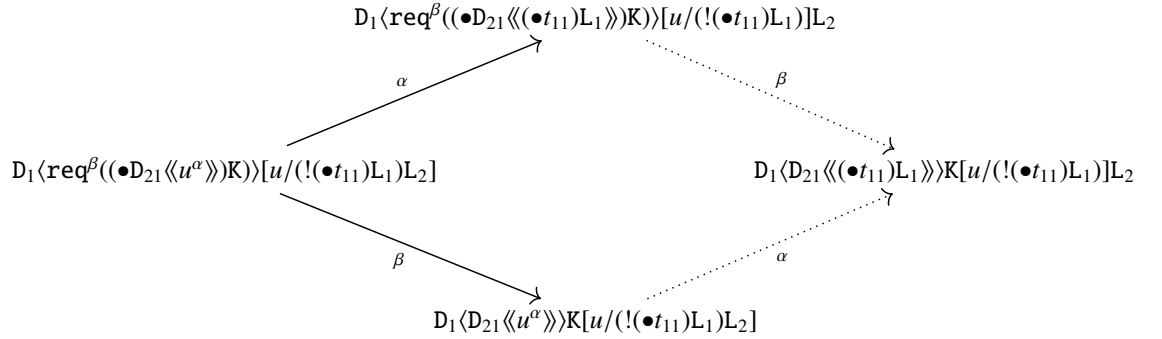 D₁⟨req^β((•D₂₁⟪(•t₁₁)L₁⟫)K)⟩[u/(!(•t₁₁)L₁)]L₂
α
β
D₁⟨req^β((•D₂₁⟪u^α⟫)K)⟩[u/(!(•t₁₁)L₁)L₂]
D₁⟨D₂₁⟪(•t₁₁)L₁⟫⟩K[u/(!(•t₁₁)L₁)]L₂
β
α
D₁⟨D₂₁⟪u^α⟫⟩K[u/(!(•t₁₁)L₁)L₂]